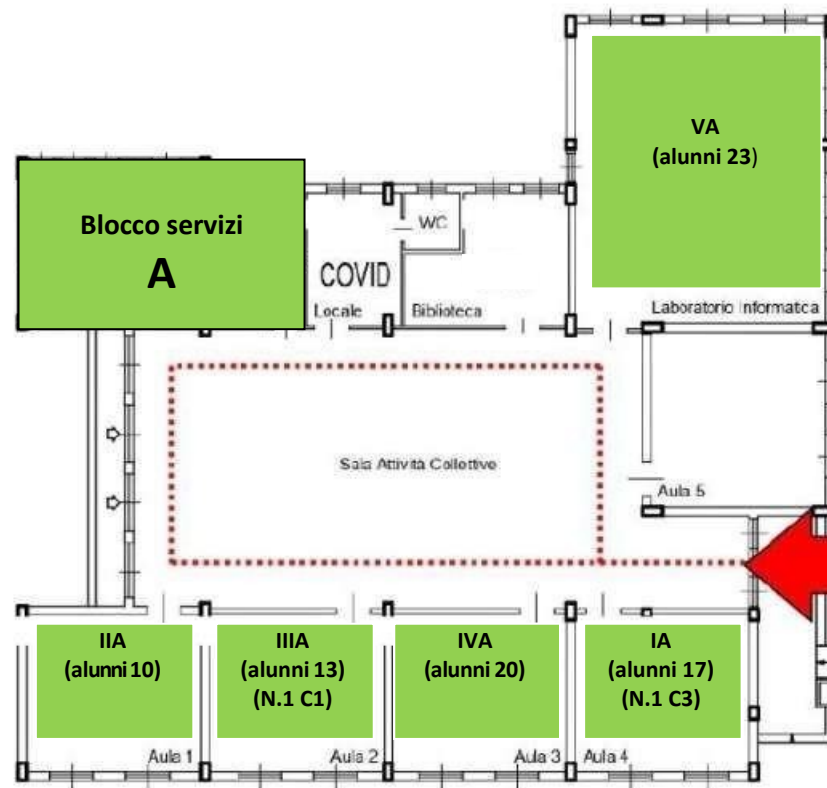 VA
(alunni 23)
Blocco servizi
A
WC
COVID
Locale
Biblioteca
Laboratorio Informatica
Sala Attività Collettive
Aula 5
IIA
(alunni 10)
IIIA
(alunni 13)
(N.1 C1)
IVA
(alunni 20)
IA
(alunni 17)
(N.1 C3)
Aula 1
Aula 2
Aula 3
Aula 4